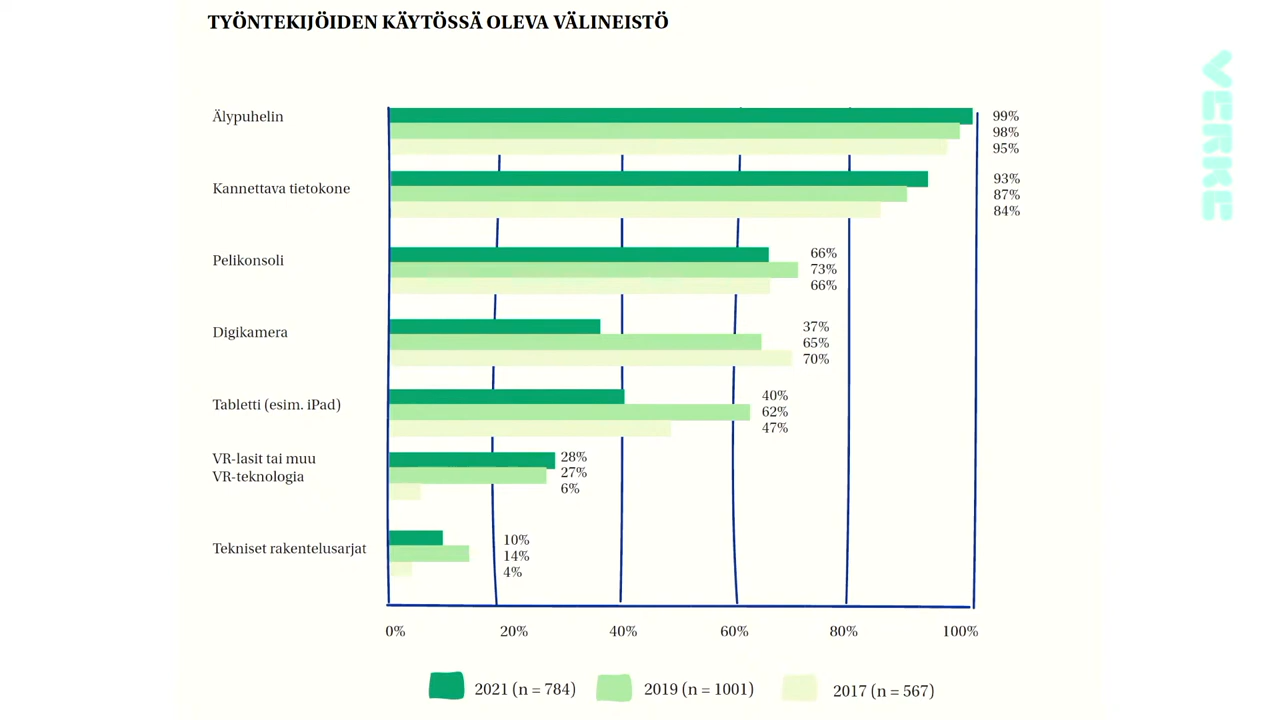 TYÖNTEKIJÖIDEN KÄYTÖSSÄ OLEVA VÄLINEISTÖ
VERKE
Älypuhelin
99%
98%
95%
Kannettava tietokone
93%
87%
84%
Pelikonsoli
66%
73%
66%
Digikamera
37%
65%
70%
Tabletti (esim. iPad)
40%
62%
47%
VR-lasit tai muu
VR-teknologia
28%
27%
6%
Tekniset rakentelusarjat
10%
14%
4%
0% 20% 40% 60% 80% 100%
2021 (n = 784) 2019 (n = 1001) 2017 (n = 567)